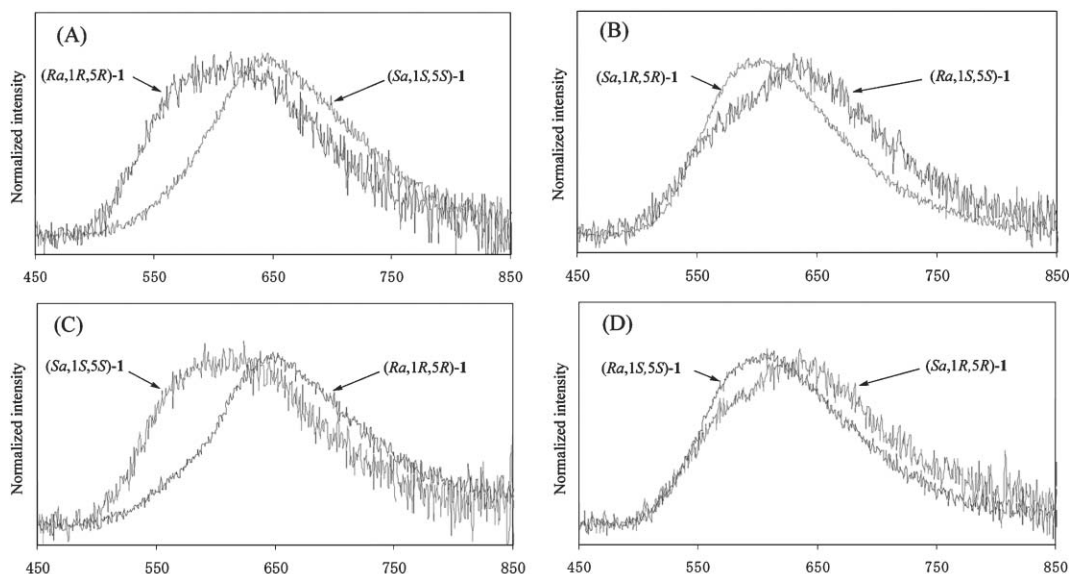 (A)
(Ra,1R,5R)-1
(Sa,1S,5S)-1
Normalized intensity
450 550 650 750 850
(B)
(Sa,1R,5R)-1
(Ra,1S,5S)-1
Normalized intensity
450 550 650 750 850
(C)
(Sa,1S,5S)-1
(Ra,1R,5R)-1
Normalized intensity
450 550 650 750 850
(D)
(Ra,1S,5S)-1
(Sa,1R,5R)-1
Normalized intensity
450 550 650 750 850